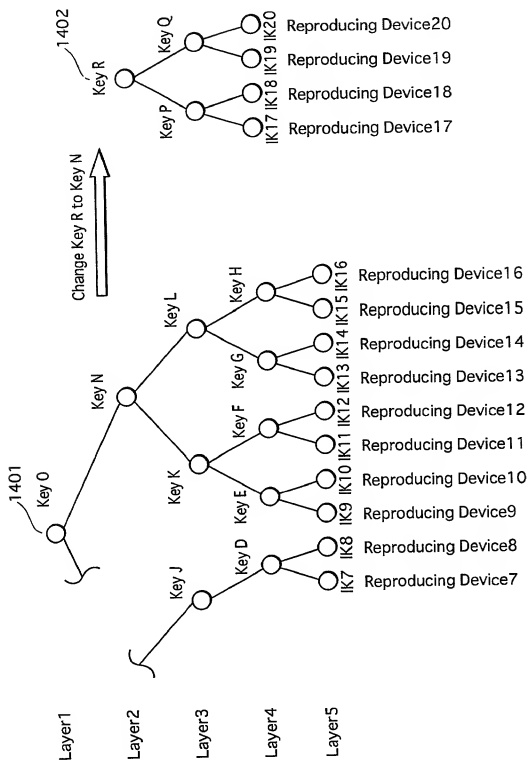 1402
Key R
Key Q
Key P
IK20
IK19
IK18
IK17
Reproducing Device20
Reproducing Device19
Reproducing Device18
Reproducing Device17
Change Key R to Key N
1401
Key O
Key N
Key L
Key K
Key J
Key H
Key G
Key F
Key E
Key D
IK16
IK15
IK14
IK13
IK12
IK11
IK10
IK9
IK8
IK7
Reproducing Device16
Reproducing Device15
Reproducing Device14
Reproducing Device13
Reproducing Device12
Reproducing Device11
Reproducing Device10
Reproducing Device9
Reproducing Device8
Reproducing Device7
Layer1
Layer2
Layer3
Layer4
Layer5